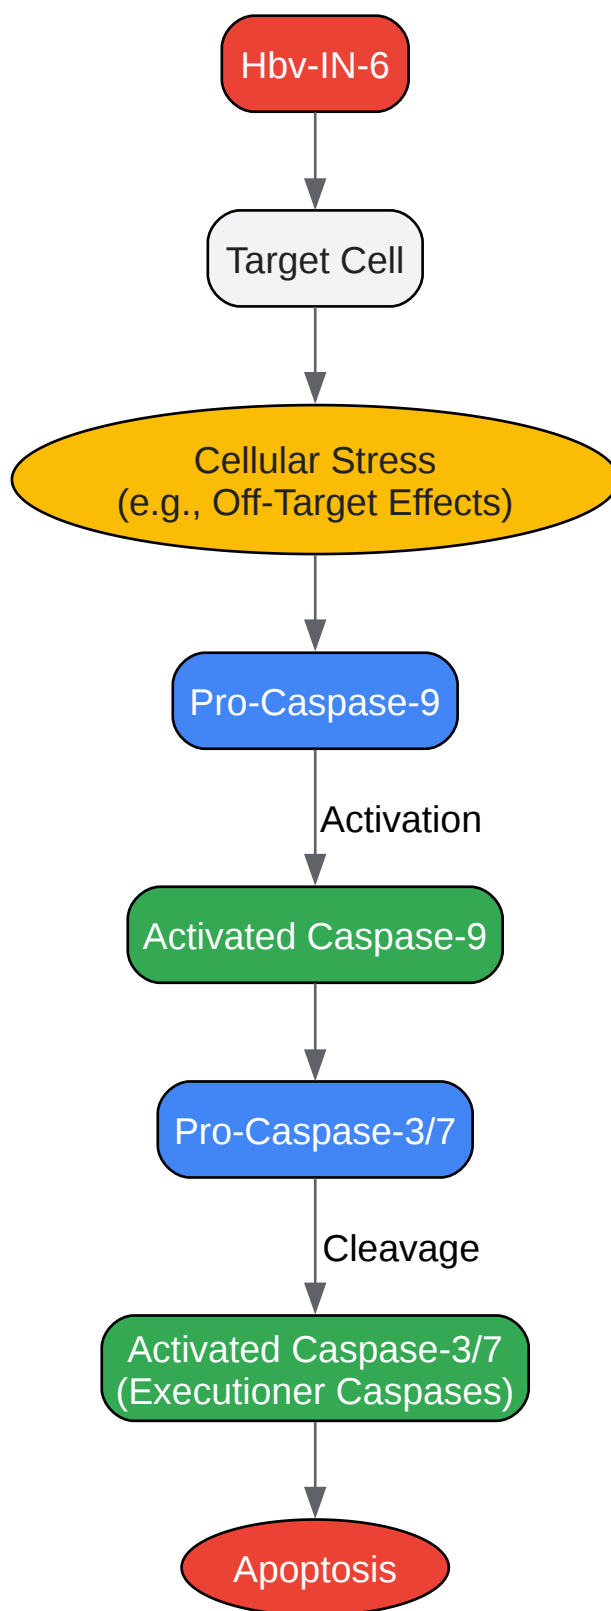 Hbv-IN-6
Target Cell
Cellular Stress
(e.g., Off-Target Effects)
Pro-Caspase-9
Activation
Activated Caspase-9
Pro-Caspase-3/7
Cleavage
Activated Caspase-3/7
(Executioner Caspases)
Apoptosis